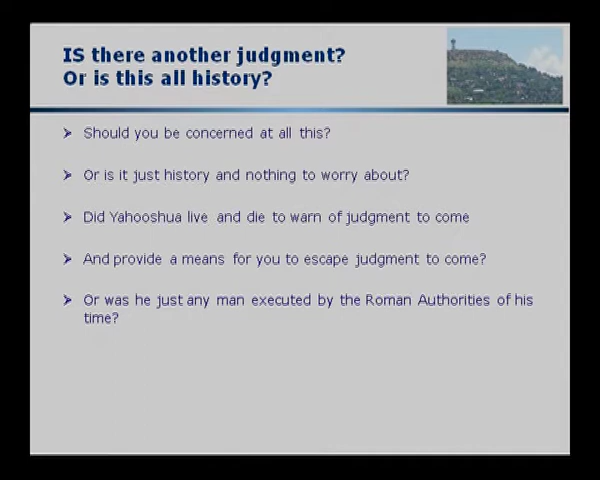 IS there another judgment?
Or is this all history?
Should you be concerned at all this?
Or is it just history and nothing to worry about?
Did Yahooshua live and die to warn of judgment to come
And provide a means for you to escape judgment to come?
Or was he just any man executed by the Roman Authorities of his
time?